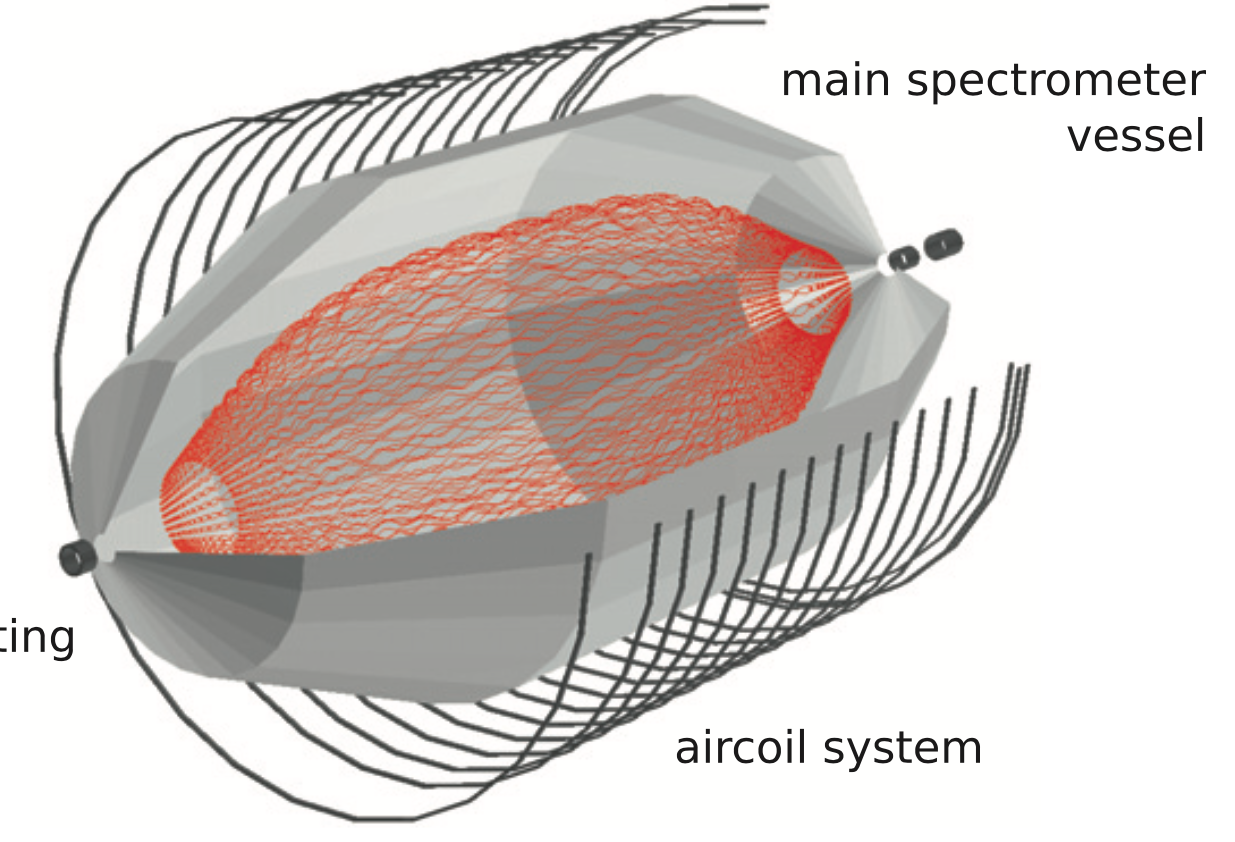 main spectrometer
vessel
ting
aircoil system